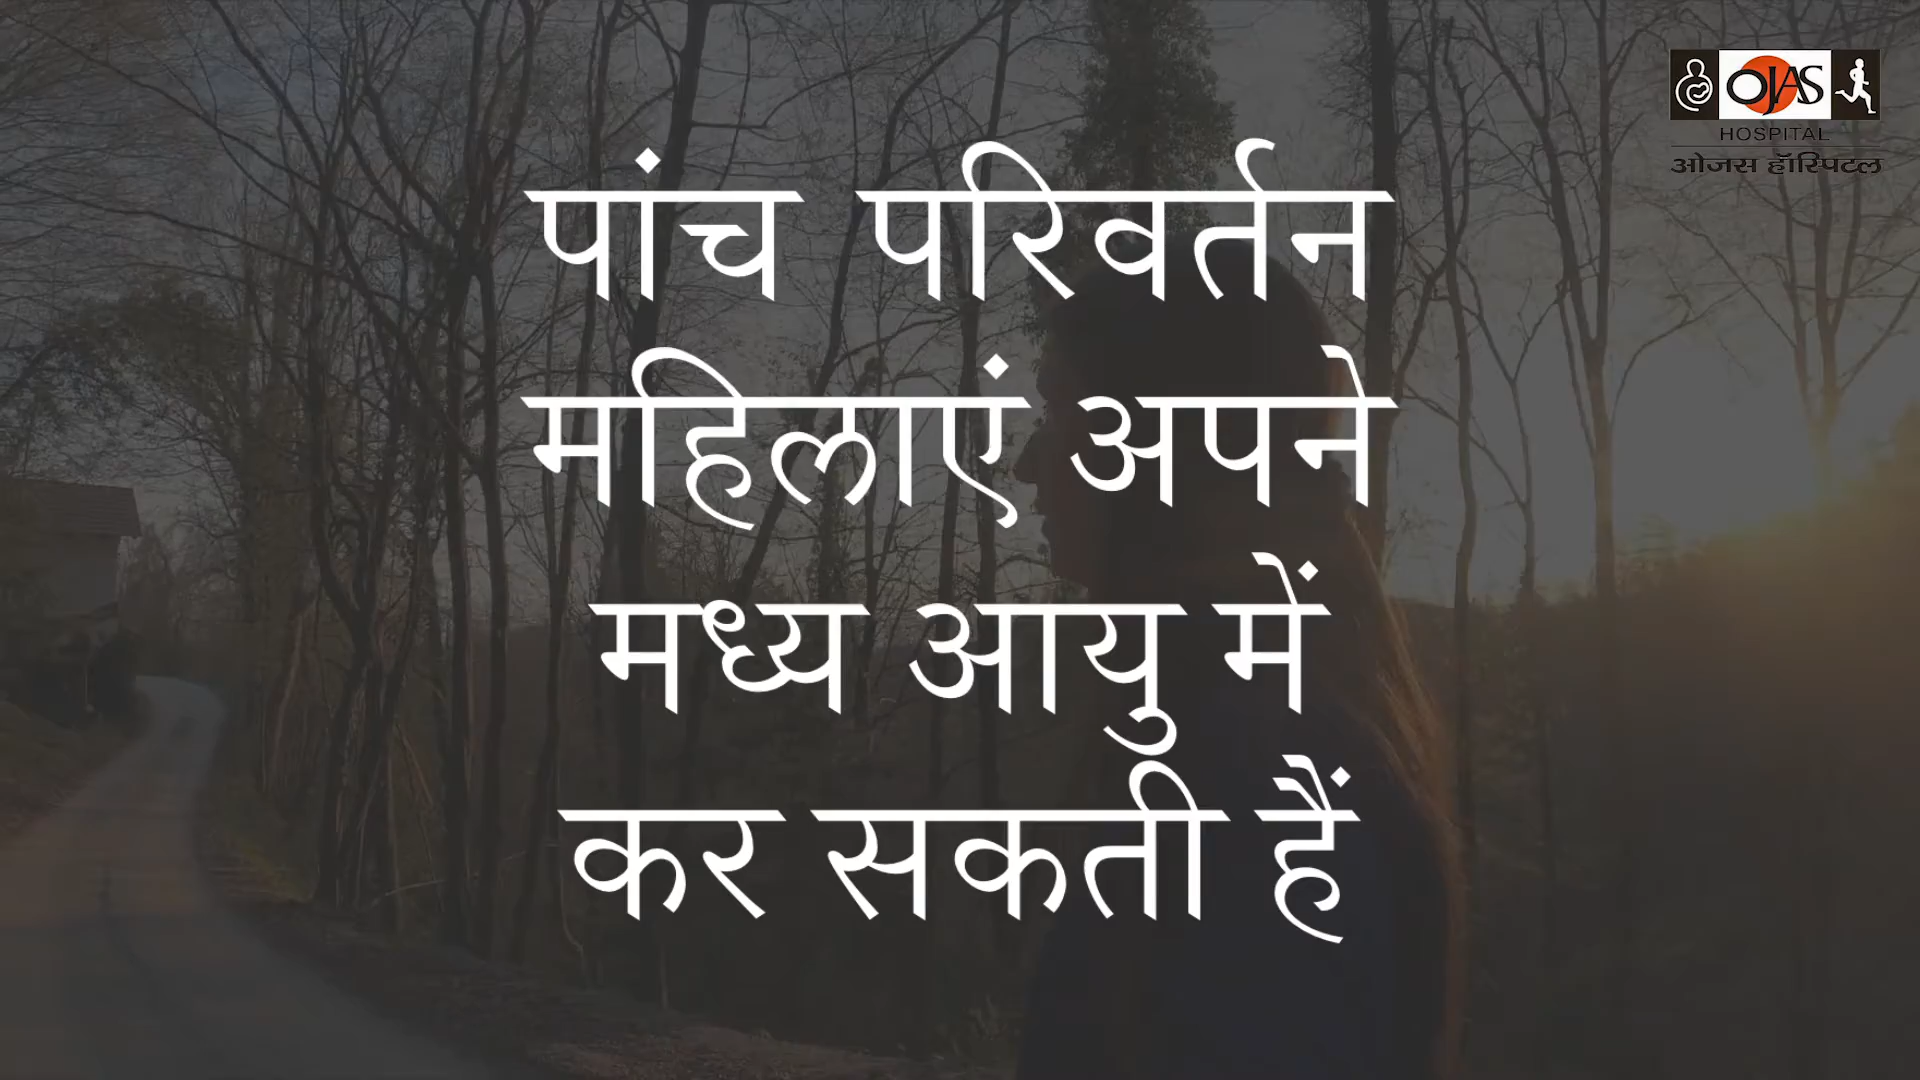 OJAS
HOSPITAL
ओजस हॉस्पिटल
पांच परिवर्तन
महिलाएं अपने
मध्य आयु में
कर सकती हैं